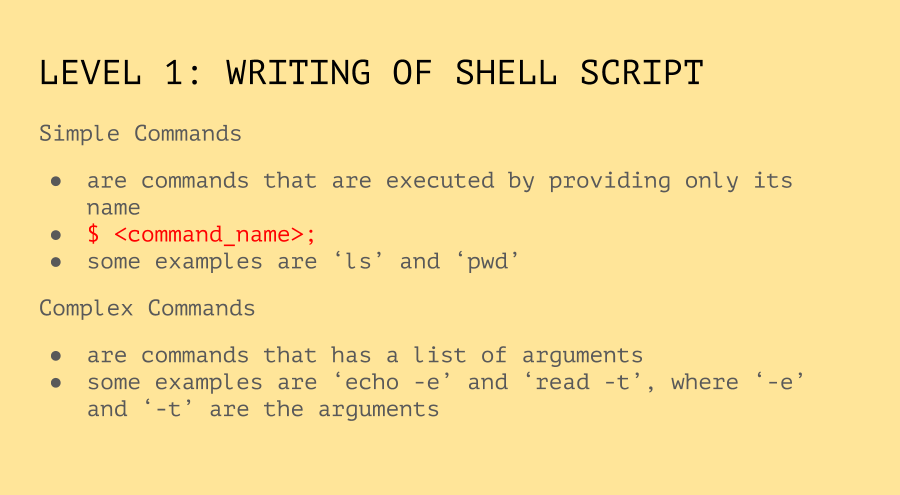 LEVEL 1: WRITING OF SHELL SCRIPT
Simple Commands
● are commands that are executed by providing only its
name
● $ <command_name>;
● some examples are ‘ls’ and ‘pwd’
Complex Commands
● are commands that has a list of arguments
● some examples are ‘echo -e’ and ‘read -t’, where ‘-e’
and ‘-t’ are the arguments